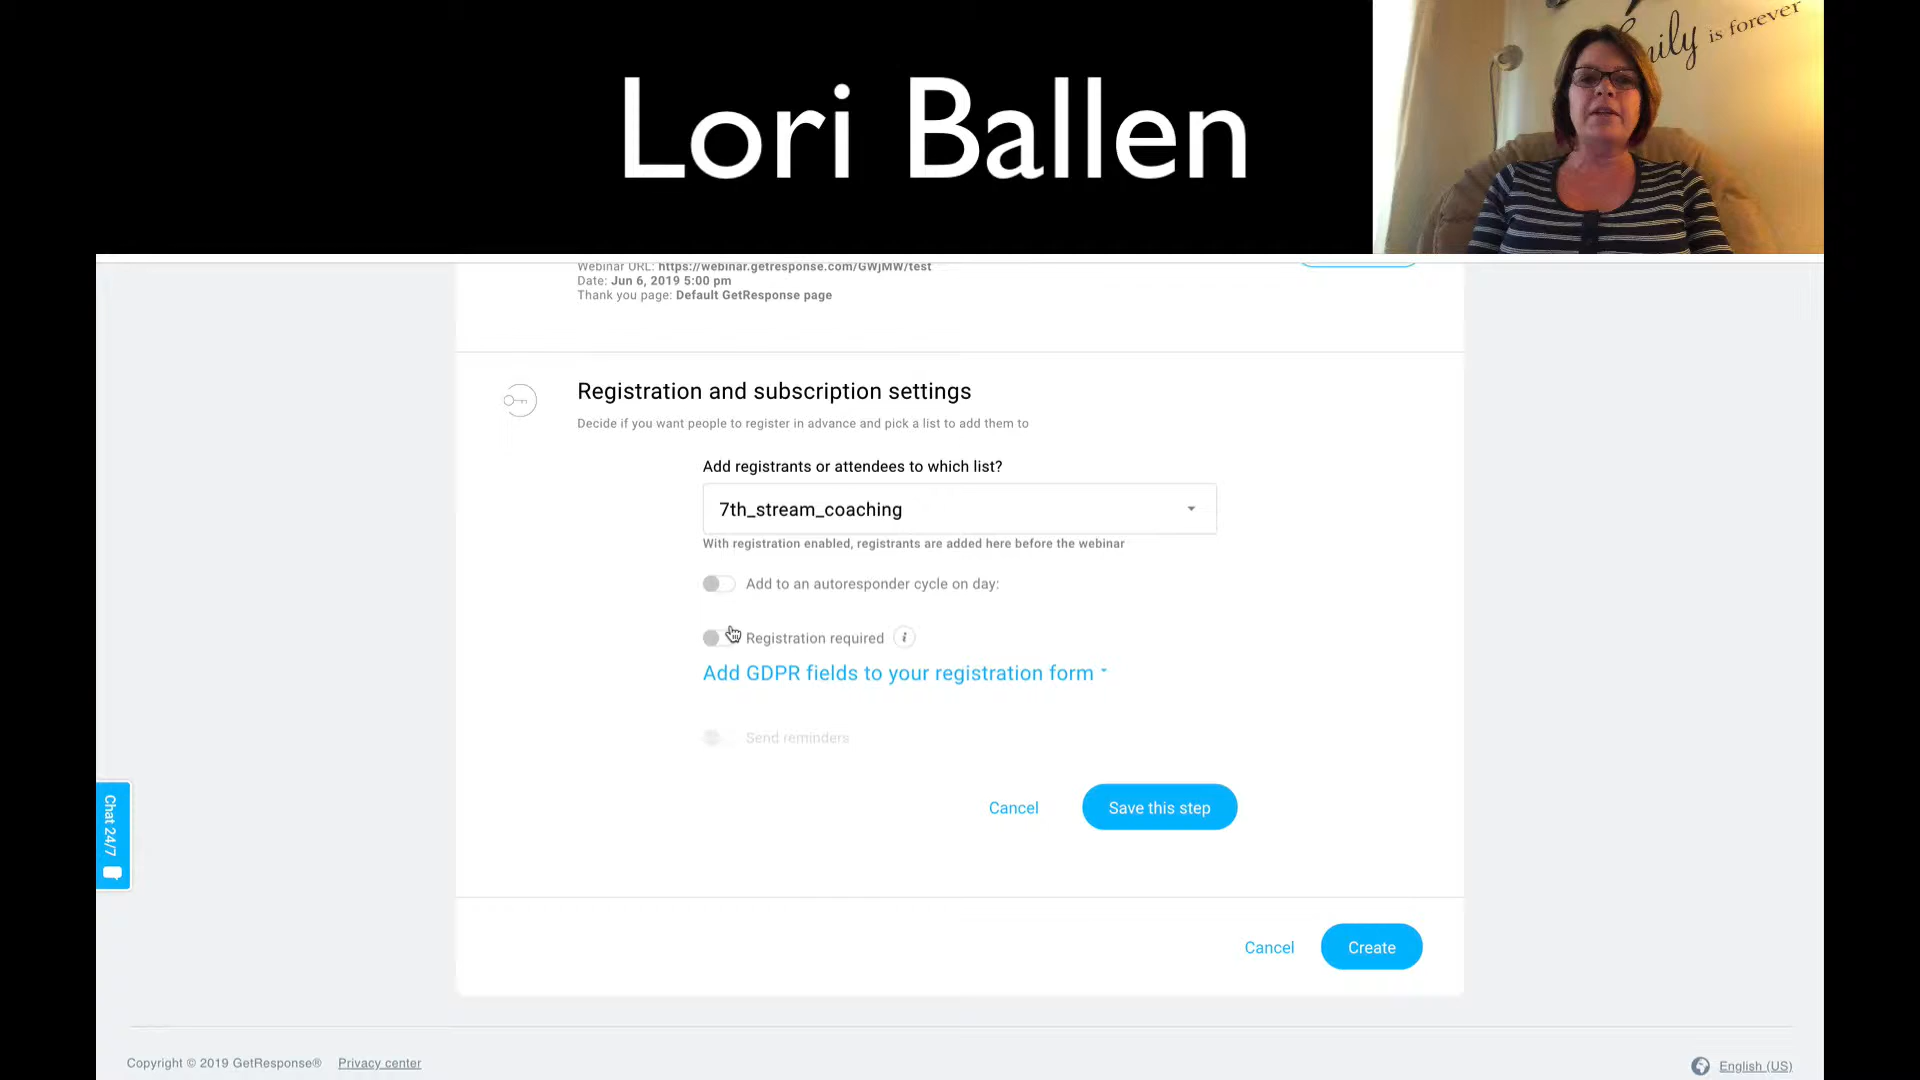 Lori Ballen
is forever
Webinar URL: https://webinar.getresponse.com/GWjMW/test
Date: Jun 6, 2019 5:00 pm
Thank you page: Default GetResponse page
Registration and subscription settings
Decide if you want people to register in advance and pick a list to add them to
Add registrants or attendees to which list?
7th_stream_coaching
With registration enabled, registrants are added here before the webinar
Add to an autoresponder cycle on day:
Registration required i
Add GDPR fields to your registration form
Send reminders
Cancel Save this step
Chat 24/7
Cancel Create
Copyright © 2019 GetResponse® Privacy center
English (US)